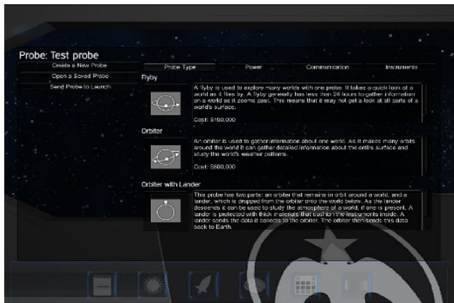 Probe: Test probe
Create a New Probe
Open a Saved Probe
Send Probe to Launch
Probe Type Power Communication Instruments
Flyby
A flyby is used to explore many worlds with one probe. It takes a quick look at a
world as it flies by. A flyby generally has less than 24 hours to gather information
on a world as it zooms past. This means that it may not get a look at all parts of a
world's surface.
Cost: $150,000
Orbiter
An orbiter is used to gather information about one world. As it makes many orbits
around the world it can gather detailed information about the entire surface and
study the world's weather patterns.
Cost: $600,000
Orbiter with Lander
This probe has two parts: an orbiter that remains in orbit around a world, and a
lander, which is dropped from the orbiter onto the world below. As the lander
descends it can be used to study the atmosphere of a world, if one is present. A
lander is protected with thick materials that cushion the instruments inside. A
lander sends the data it collects to the orbiter. The orbiter then sends this data
back to Earth.